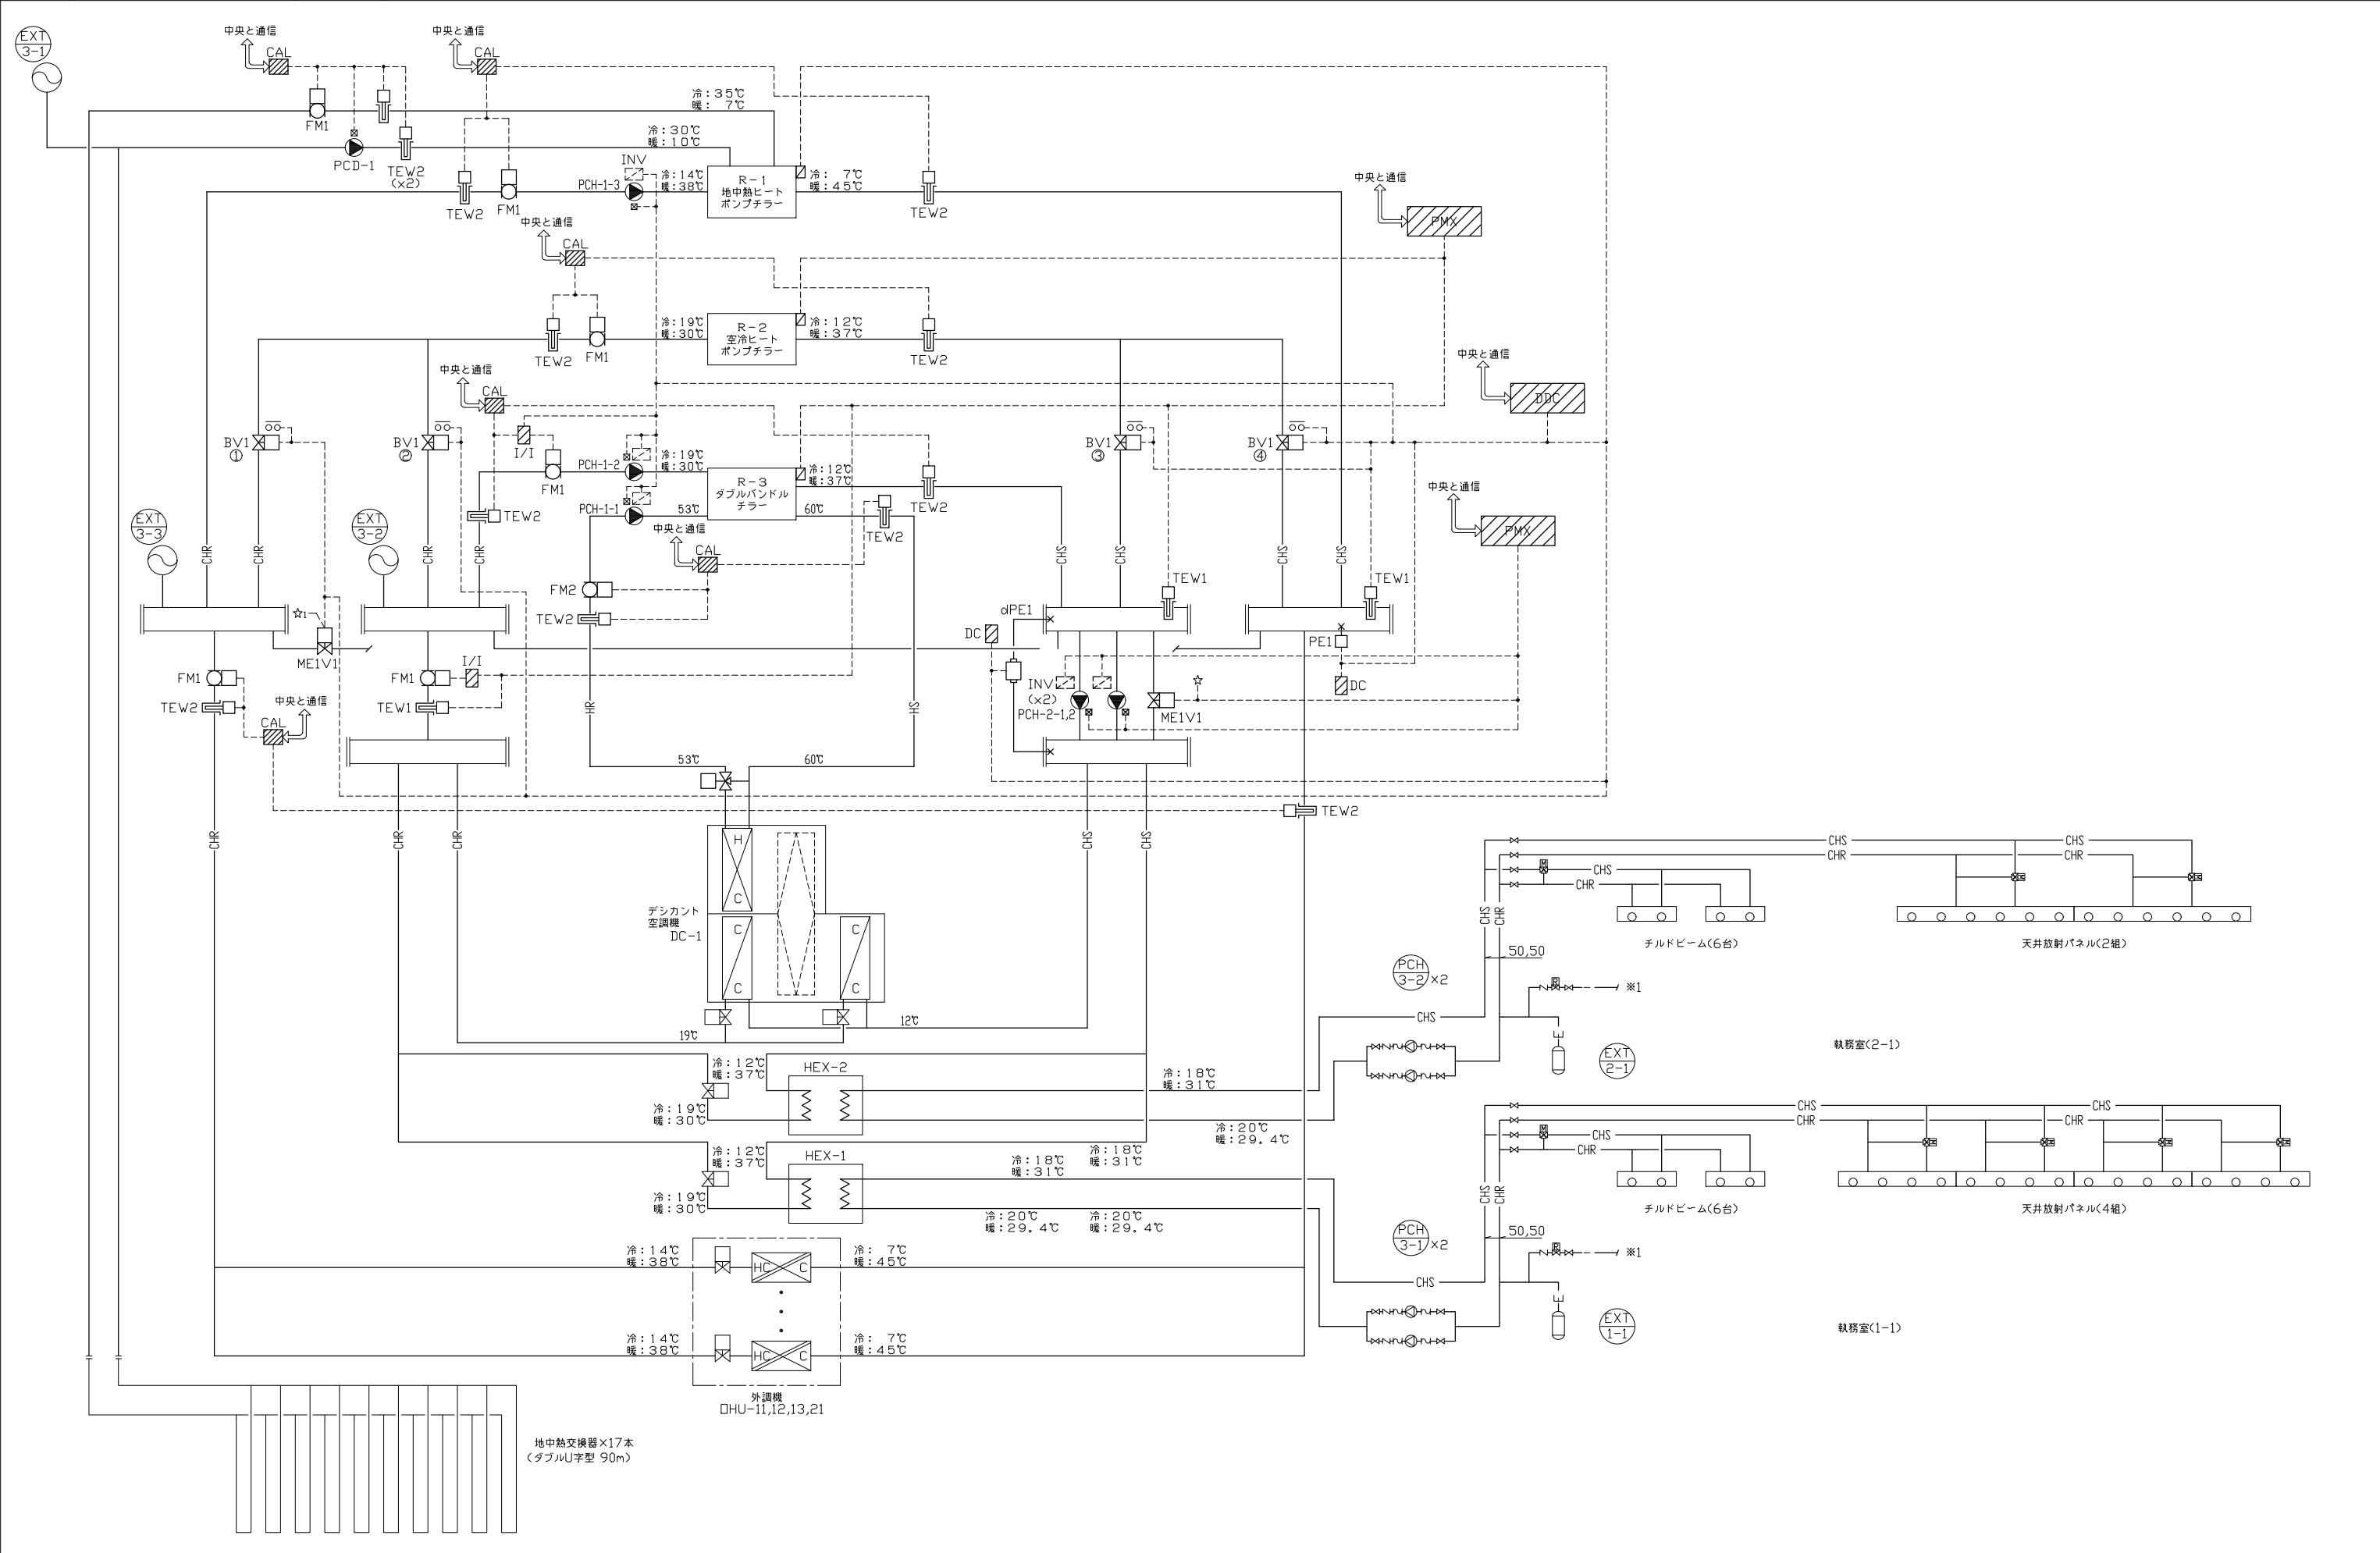 EXT
3-1
中央と通信
CAL
中央と通信
CAL
FM1
PCD-1
TEW2
(x2)
冷:35℃
暖: 7℃
冷:30℃
暖:10℃
TEW2
FM1
PCH-1-3
INV
冷:14℃
暖:38℃
R-1
地中熱ヒート
ポンプチラー
冷: 7℃
暖:45℃
TEW2
中央と通信
PMX
中央と通信
CAL
TEW2
FM1
冷:19℃
暖:30℃
R-2
空冷ヒート
ポンプチラー
冷:12℃
暖:37℃
TEW2
中央と通信
DDC
中央と通信
CAL
BV1
①
BV1
②
I/I
FM1
PCH-1-2
冷:19℃
暖:30℃
R-3
ダブルバンドル
チラー
冷:12℃
暖:37℃
TEW2
BV1
③
BV1
④
TEW2
PCH-1-1
53℃
60℃
TEW2
中央と通信
CAL
中央と通信
PMX
EXT
3-3
EXT
3-2
CHR
CHR
CHR
CHR
CHS
CHS
CHS
CHS
FM2
TEW2
TEW1
TEW1
☆1
ME1V1
dPE1
DC
PE1
DC
FM1
TEW2
FM1
I/I
TEW1
中央と通信
CAL
HR
HS
INV
(x2)
PCH-2-1,2
☆
ME1V1
53℃
60℃
TEW2
CHR
CHR
CHR
CHS
CHS
H
C
C
C
C
C
デシカント
空調機
DC-1
19℃
12℃
冷:12℃
暖:37℃
HEX-2
冷:19℃
暖:30℃
冷:18℃
暖:31℃
冷:20℃
暖:29.4℃
冷:12℃
暖:37℃
HEX-1
冷:19℃
暖:30℃
冷:18℃
暖:31℃
冷:18℃
暖:31℃
冷:20℃
暖:29.4℃
冷:20℃
暖:29.4℃
冷:14℃
暖:38℃
HC
C
冷: 7℃
暖:45℃
冷:14℃
暖:38℃
HC
C
冷: 7℃
暖:45℃
外調機
OHU-11,12,13,21
地中熱交換器×17本
(ダブルU字型 90m)
CHS
CHS
CHR
CHR
CHS
CHR
CHS
CHR
チルドビーム(6台)
天井放射パネル(2組)
50,50
PCH
3-2
×2
※1
CHS
EXT
2-1
執務室(2-1)
CHS
CHS
CHR
CHR
CHS
CHR
CHS
CHR
チルドビーム(6台)
天井放射パネル(4組)
50,50
PCH
3-1
×2
※1
CHS
EXT
1-1
執務室(1-1)